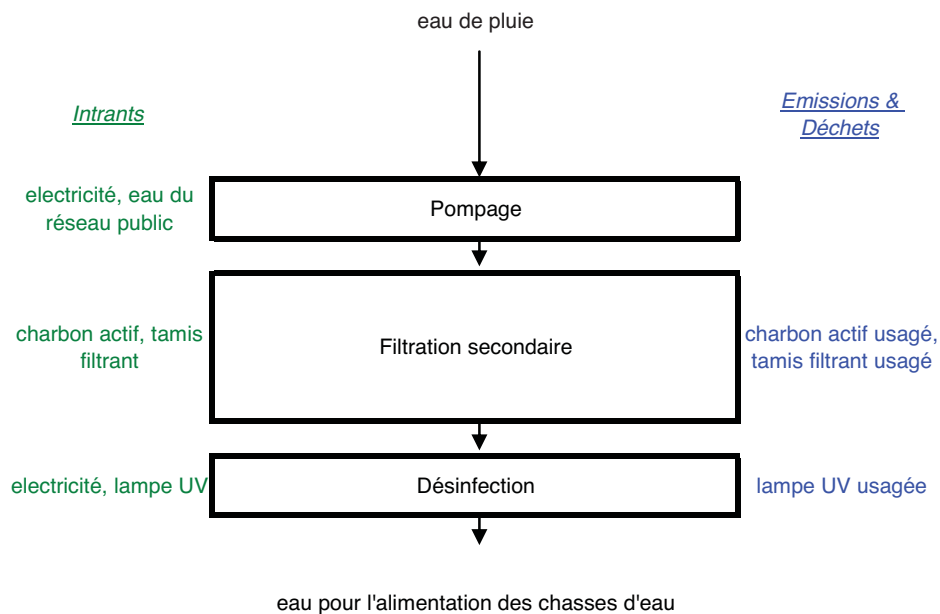 eau de pluie
Intrants
Emissions &
Déchets
electricité, eau du
réseau public
Pompage
charbon actif, tamis
filtrant
Filtration secondaire
charbon actif usagé,
tamis filtrant usagé
electricité, lampe UV
Désinfection
lampe UV usagée
eau pour l'alimentation des chasses d'eau